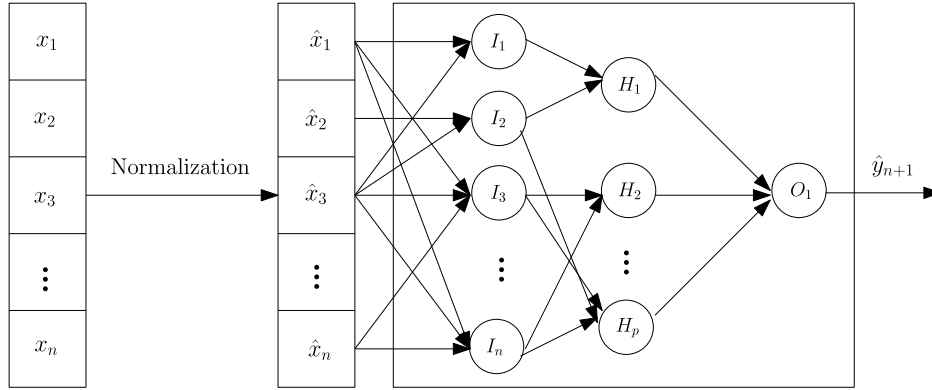 x₁
x₂
x₃
⋮
xₙ
Normalization
x̂₁
x̂₂
x̂₃
⋮
x̂ₙ
I₁
I₂
I₃
⋮
Iₙ
H₁
H₂
⋮
Hₚ
O₁
ŷₙ₊₁